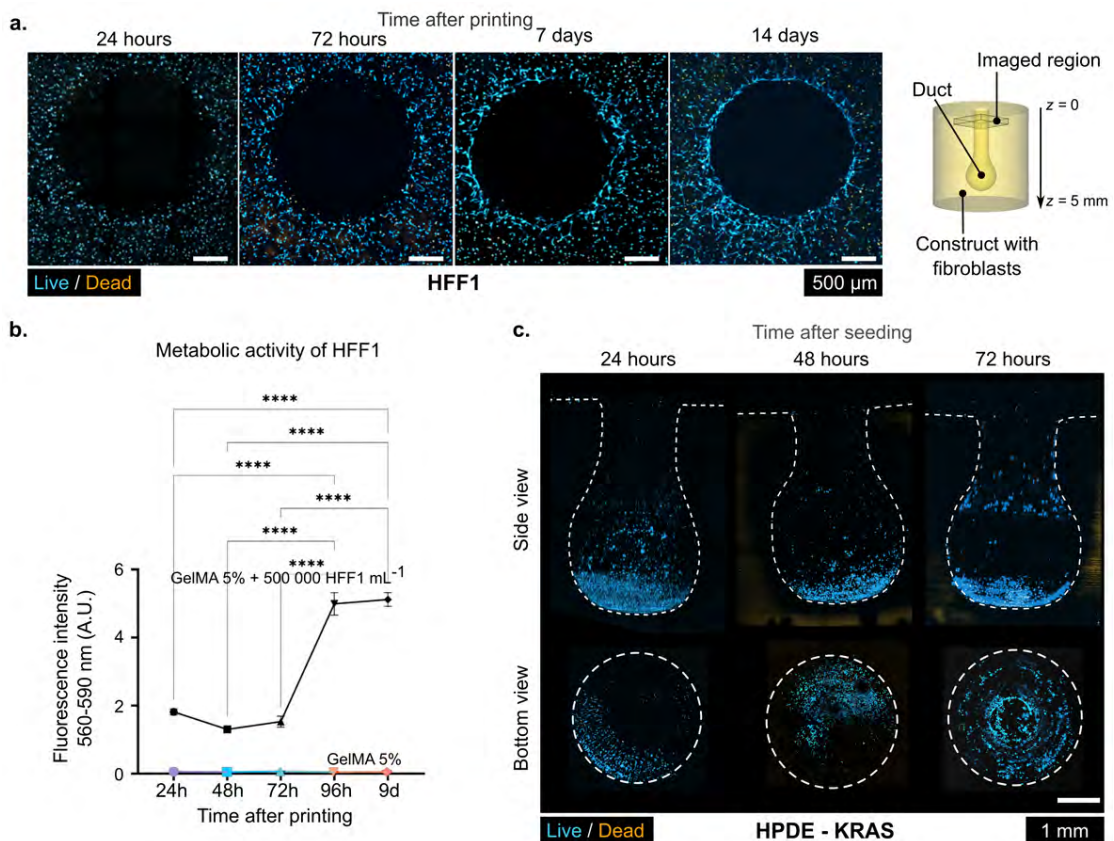 a.
Time after printing
24 hours
72 hours
7 days
14 days
Live / Dead
HFF1
500 µm
Imaged region
Duct
z = 0
z = 5 mm
Construct with
fibroblasts
b.
Metabolic activity of HFF1
****
****
****
****
****
****
GelMA 5% + 500 000 HFF1 mL⁻¹
Fluorescence intensity
560-590 nm (A.U.)
6
4
2
0
GelMA 5%
24h
48h
72h
96h
9d
Time after printing
c.
Time after seeding
24 hours
48 hours
72 hours
Side view
Bottom view
Live / Dead
HPDE - KRAS
1 mm